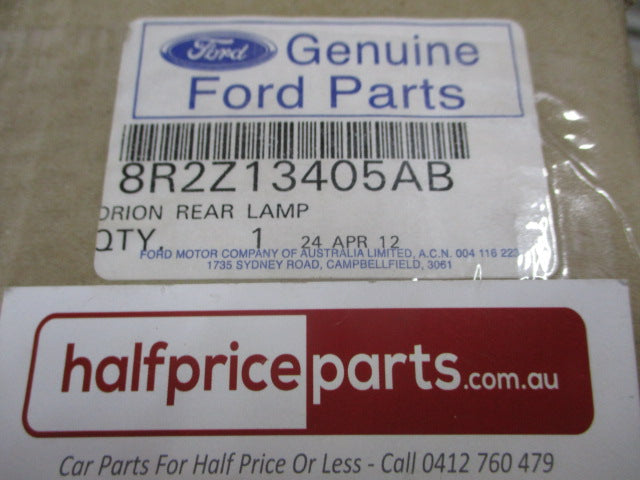 Ford Genuine
Ford Parts
8R2Z13405AB
ORION REAR LAMP
QTY. 1 24 APR 12
FORD MOTOR COMPANY OF AUSTRALIA LIMITED, A.C.N. 004 116 223
1735 SYDNEY ROAD, CAMPBELLFIELD, 3061
halfpriceparts.com.au
Car Parts For Half Price Or Less - Call 0412 760 479